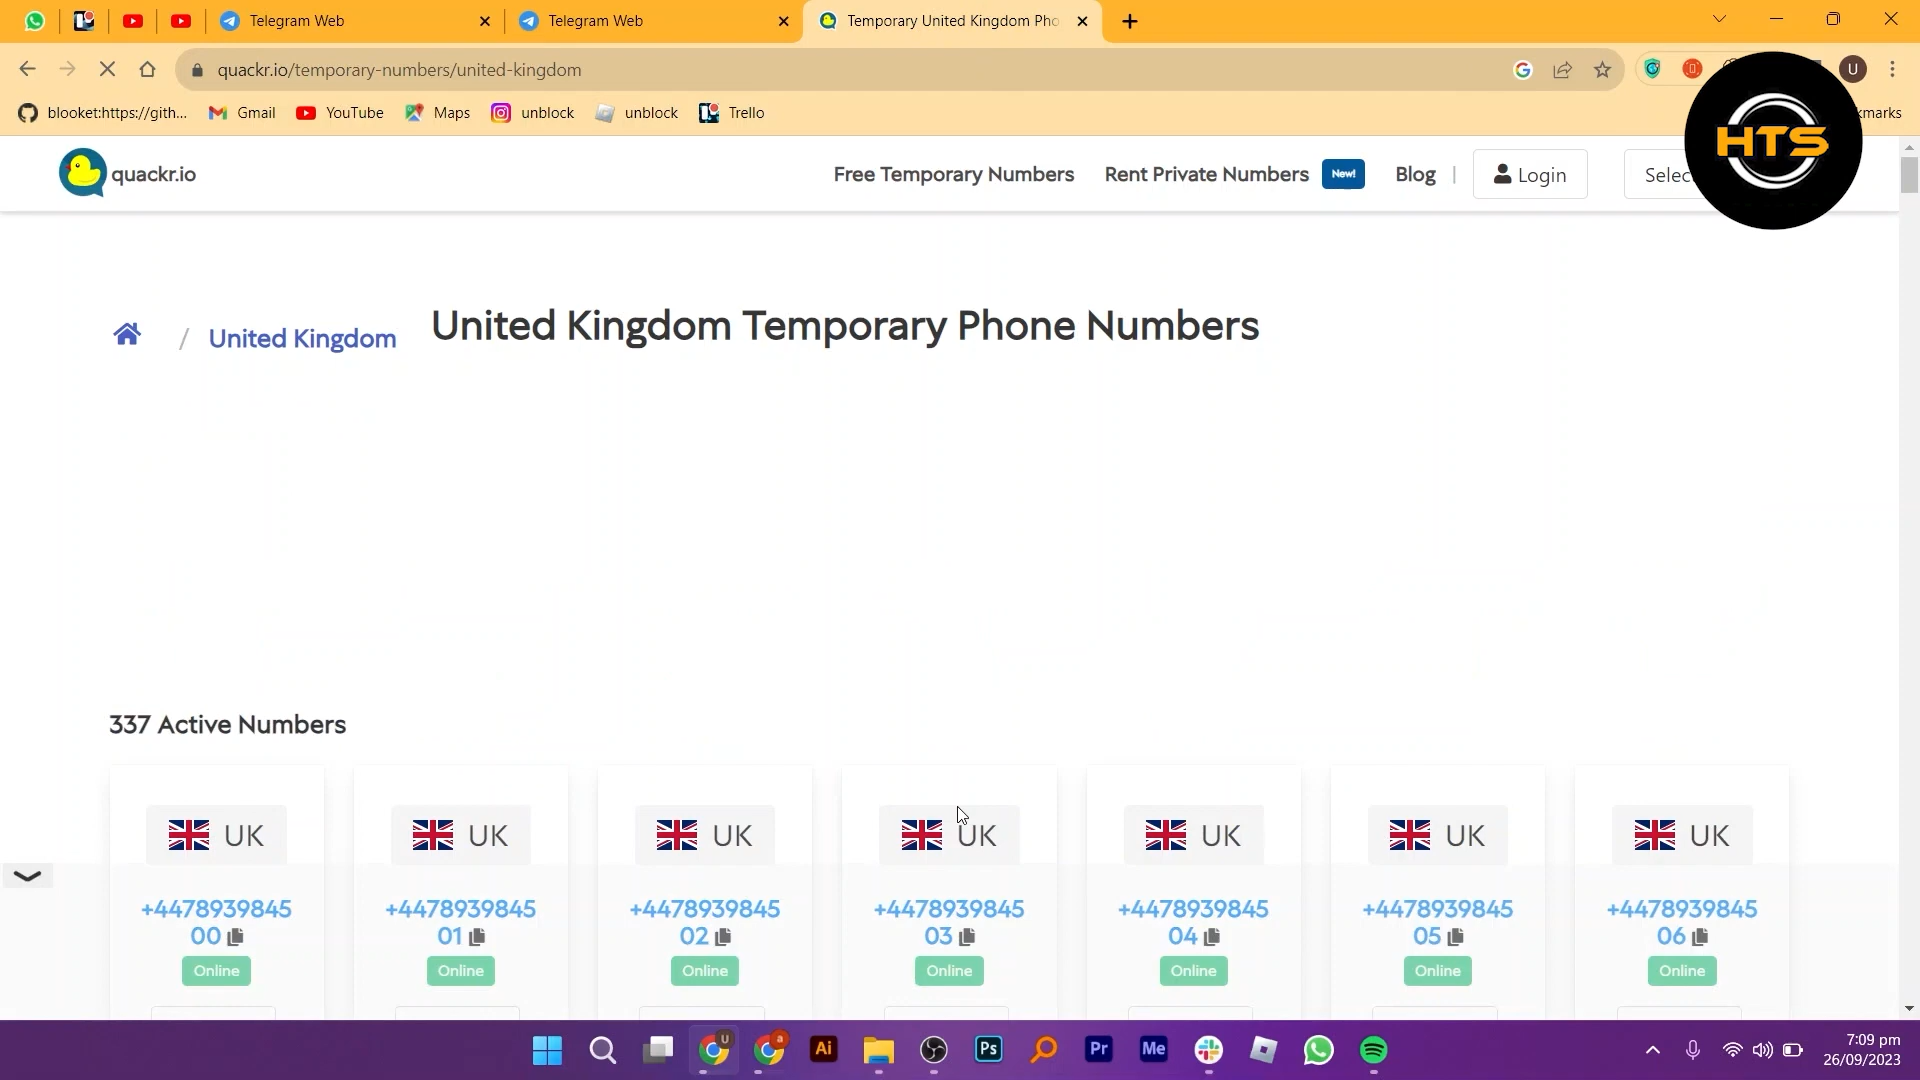 Telegram Web
Telegram Web
Temporary United Kingdom Pho
quackr.io/temporary-numbers/united-kingdom
U
blooket:https://gith...
Gmail
YouTube
Maps
unblock
unblock
Trello
kmarks
HTS
quackr.io
Free Temporary Numbers
Rent Private Numbers
New!
Blog
|
Login
Selec
/ United Kingdom
United Kingdom Temporary Phone Numbers
337 Active Numbers
UK
UK
UK
UK
UK
UK
UK
+4478939845
00
Online
+4478939845
01
Online
+4478939845
02
Online
+4478939845
03
Online
+4478939845
04
Online
+4478939845
05
Online
+4478939845
06
Online
U
a
Ai
Ps
Pr
Me
7:09 pm
26/09/2023